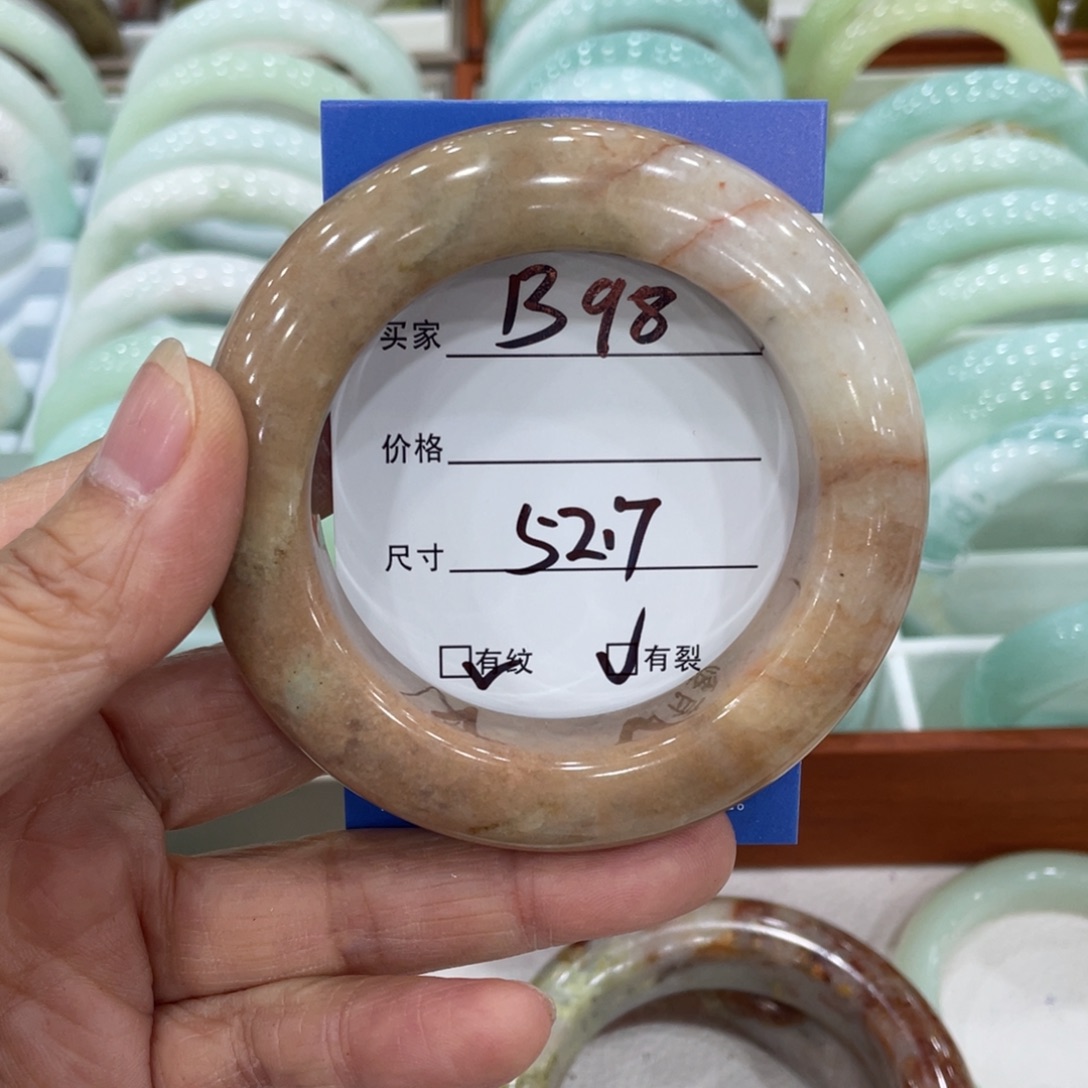 买家 B98
价格
尺寸 52.7
☑有纹 ☑有裂